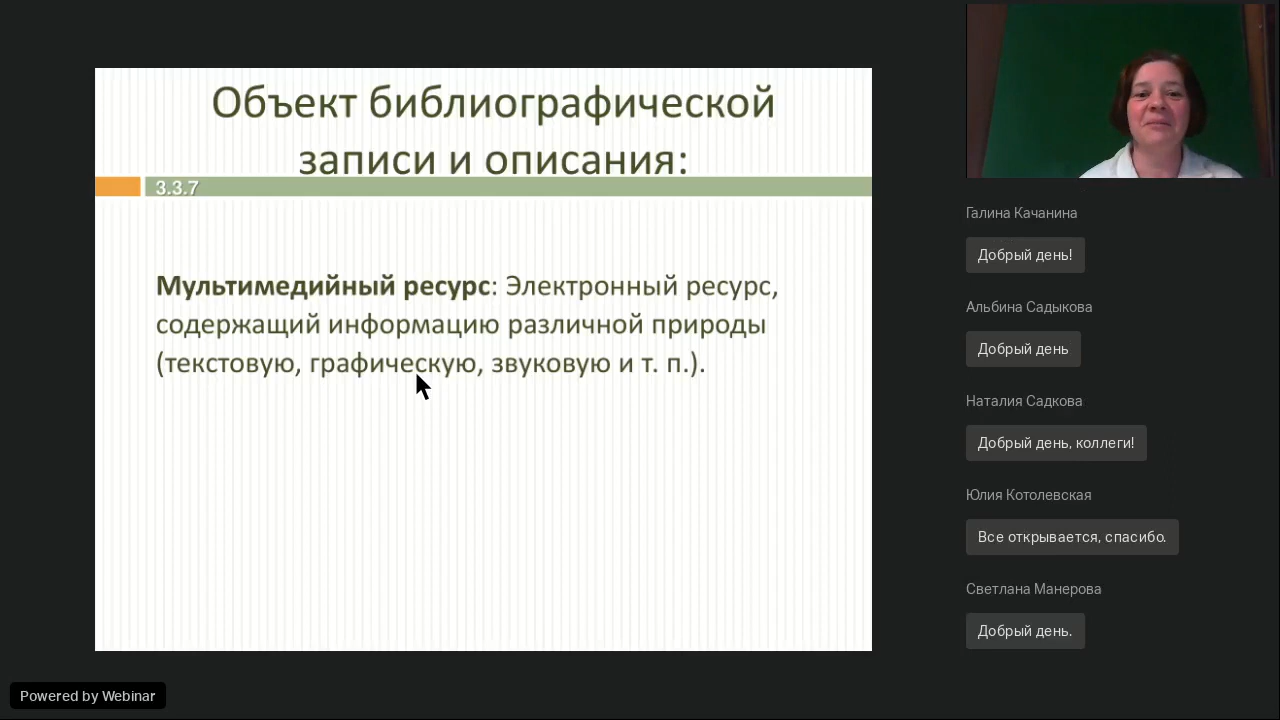 Объект библиографической
записи и описания:
3.3.7
Мультимедийный ресурс: Электронный ресурс,
содержащий информацию различной природы
(текстовую, графическую, звуковую и т. п.).
Галина Качанина
Добрый день!
Альбина Садыкова
Добрый день
Наталия Садкова
Добрый день, коллеги!
Юлия Котолевская
Все открывается, спасибо.
Светлана Манерова
Добрый день.
Powered by Webinar